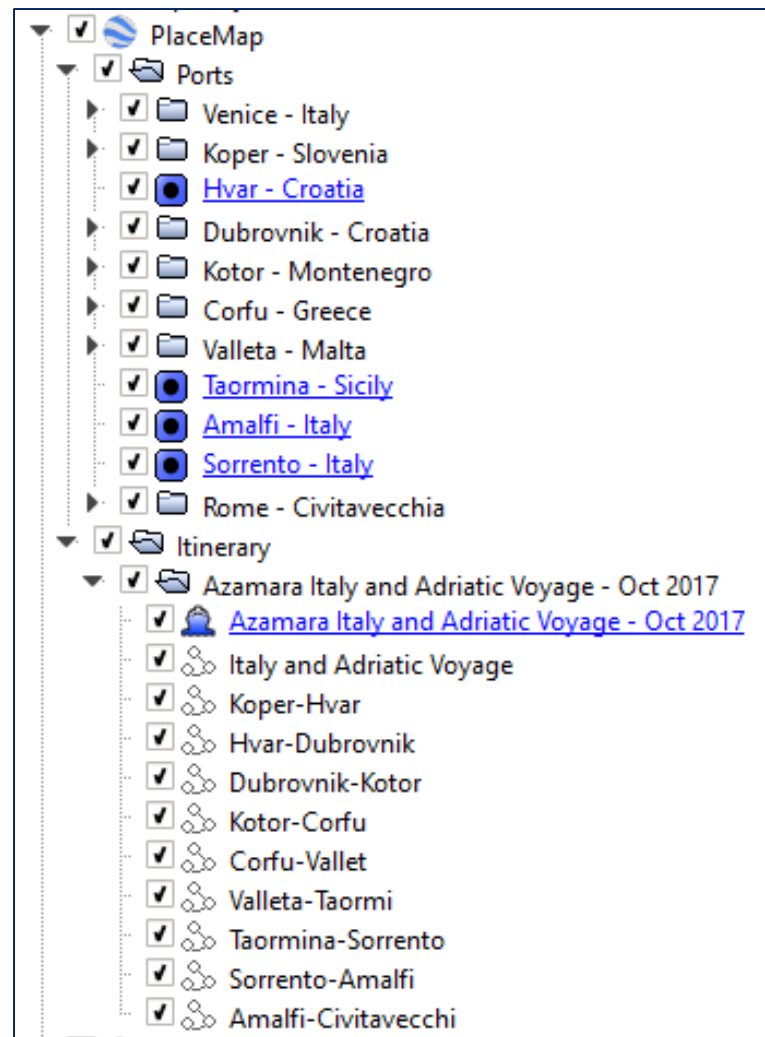 PlaceMap
Ports
Venice - Italy
Koper - Slovenia
Hvar - Croatia
Dubrovnik - Croatia
Kotor - Montenegro
Corfu - Greece
Valleta - Malta
Taormina - Sicily
Amalfi - Italy
Sorrento - Italy
Rome - Civitavecchia
Itinerary
Azamara Italy and Adriatic Voyage - Oct 2017
Azamara Italy and Adriatic Voyage - Oct 2017
Italy and Adriatic Voyage
Koper-Hvar
Hvar-Dubrovnik
Dubrovnik-Kotor
Kotor-Corfu
Corfu-Vallet
Valleta-Taormi
Taormina-Sorrento
Sorrento-Amalfi
Amalfi-Civitavecchi